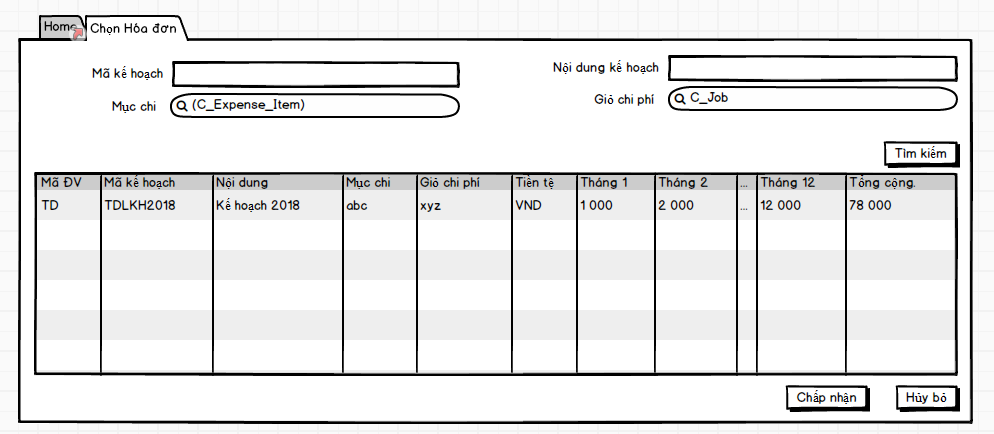 Home
Chọn Hóa đơn
Mã kế hoạch
Nội dung kế hoạch
Mục chi
(C_Expense_Item)
Giỏ chi phí
C_Job
Tìm kiếm
Mã ĐV Mã kế hoạch Nội dung Mục chi Giỏ chi phí Tiền tệ Tháng 1 Tháng 2 ... Tháng 12 Tổng cộng.
TD TDLKH2018 Kế hoạch 2018 abc xyz VND 1 000 2 000 ... 12 000 78 000
Chấp nhận
Hủy bỏ